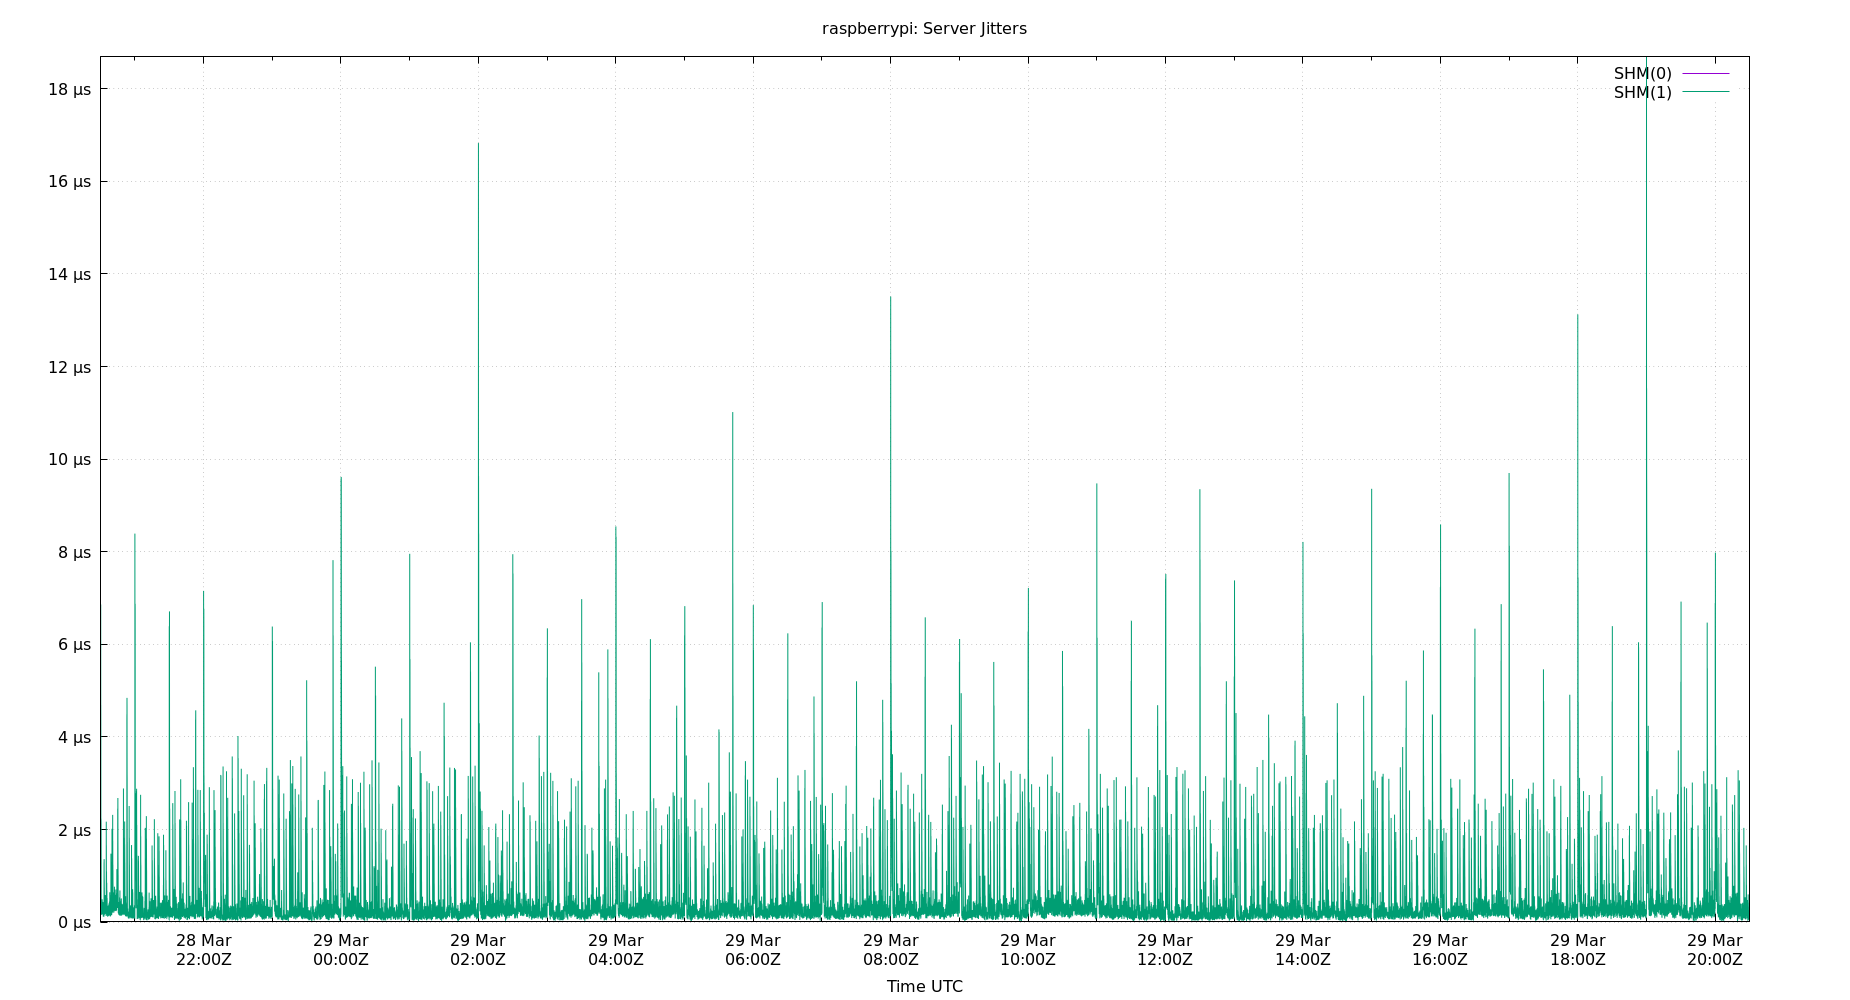 raspberrypi: Server Jitters
SHM(0)
SHM(1)
18 µs
16 µs
14 µs
12 µs
10 µs
8 µs
6 µs
4 µs
2 µs
0 µs
28 Mar 29 Mar 29 Mar 29 Mar 29 Mar 29 Mar 29 Mar 29 Mar 29 Mar 29 Mar 29 Mar 29 Mar
22:00Z 00:00Z 02:00Z 04:00Z 06:00Z 08:00Z 10:00Z 12:00Z 14:00Z 16:00Z 18:00Z 20:00Z
Time UTC